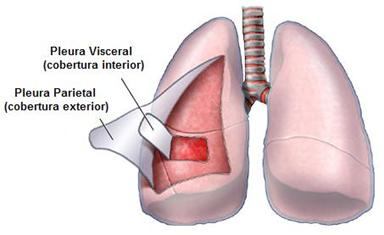 Pleura Visceral
(cobertura interior)
Pleura Parietal
(cobertura exterior)